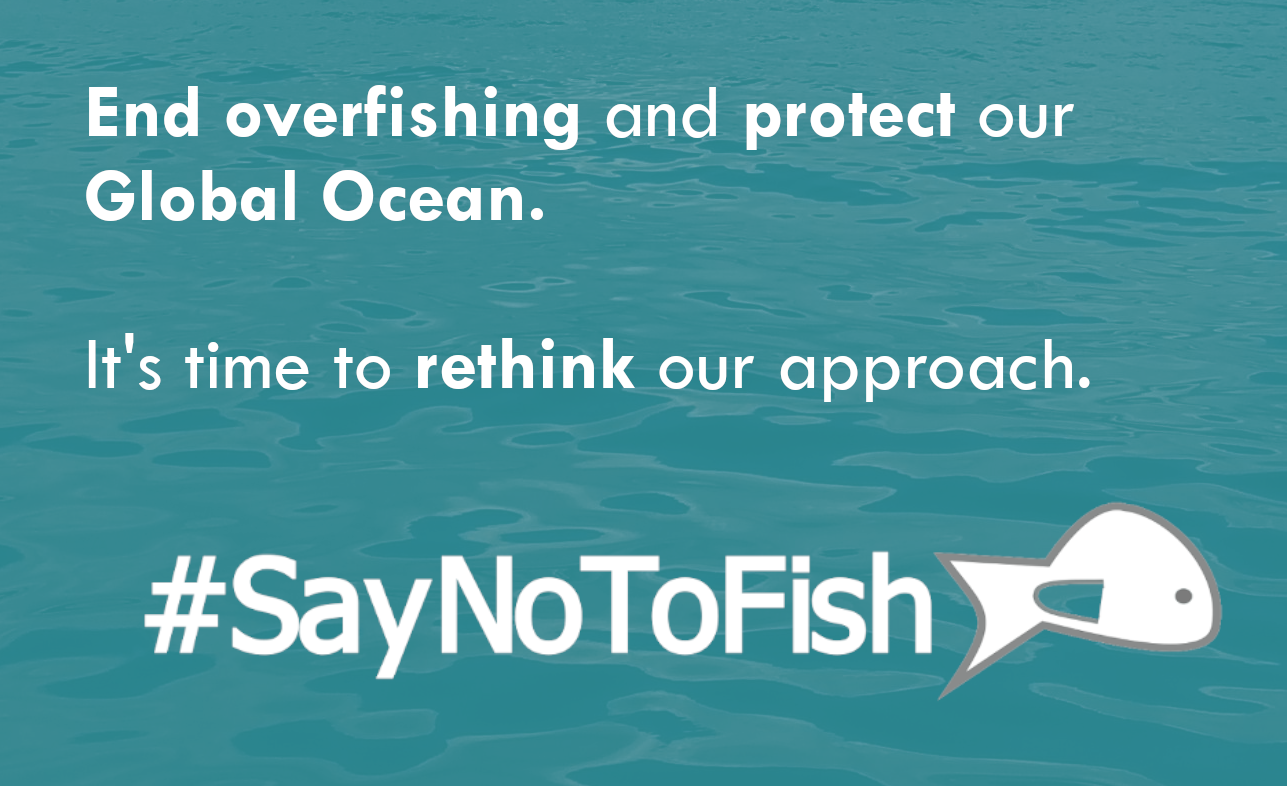 End overfishing and protect our
Global Ocean.
It's time to rethink our approach.
#SayNoToFish